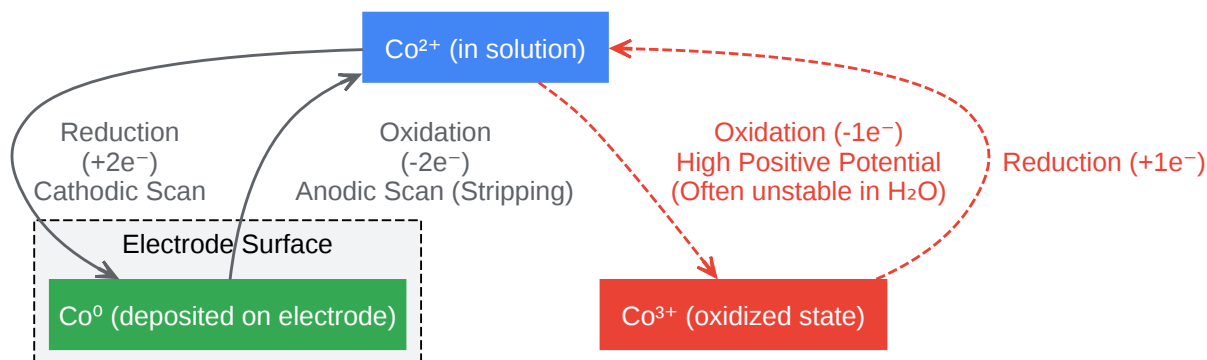 Co²⁺ (in solution)
Reduction
(+2e⁻)
Cathodic Scan
Oxidation
(-2e⁻)
Anodic Scan (Stripping)
Oxidation (-1e⁻)
High Positive Potential
(Often unstable in H₂O)
Reduction (+1e⁻)
Electrode Surface
Co⁰ (deposited on electrode)
Co³⁺ (oxidized state)